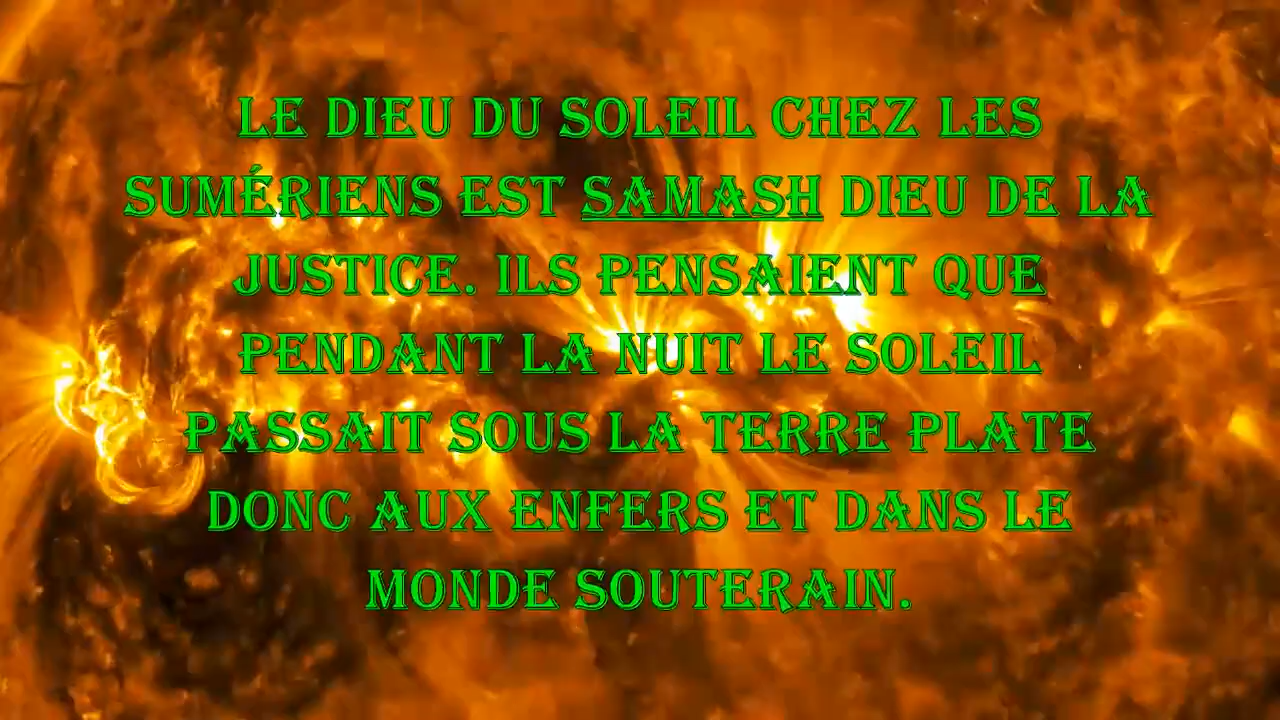 LE DIEU DU SOLEIL CHEZ LES
SUMÉRIENS EST SAMASH DIEU DE LA
JUSTICE. ILS PENSAIENT QUE
PENDANT LA NUIT LE SOLEIL
PASSAIT SOUS LA TERRE PLATE
DONC AUX ENFERS ET DANS LE
MONDE SOUTERAIN.